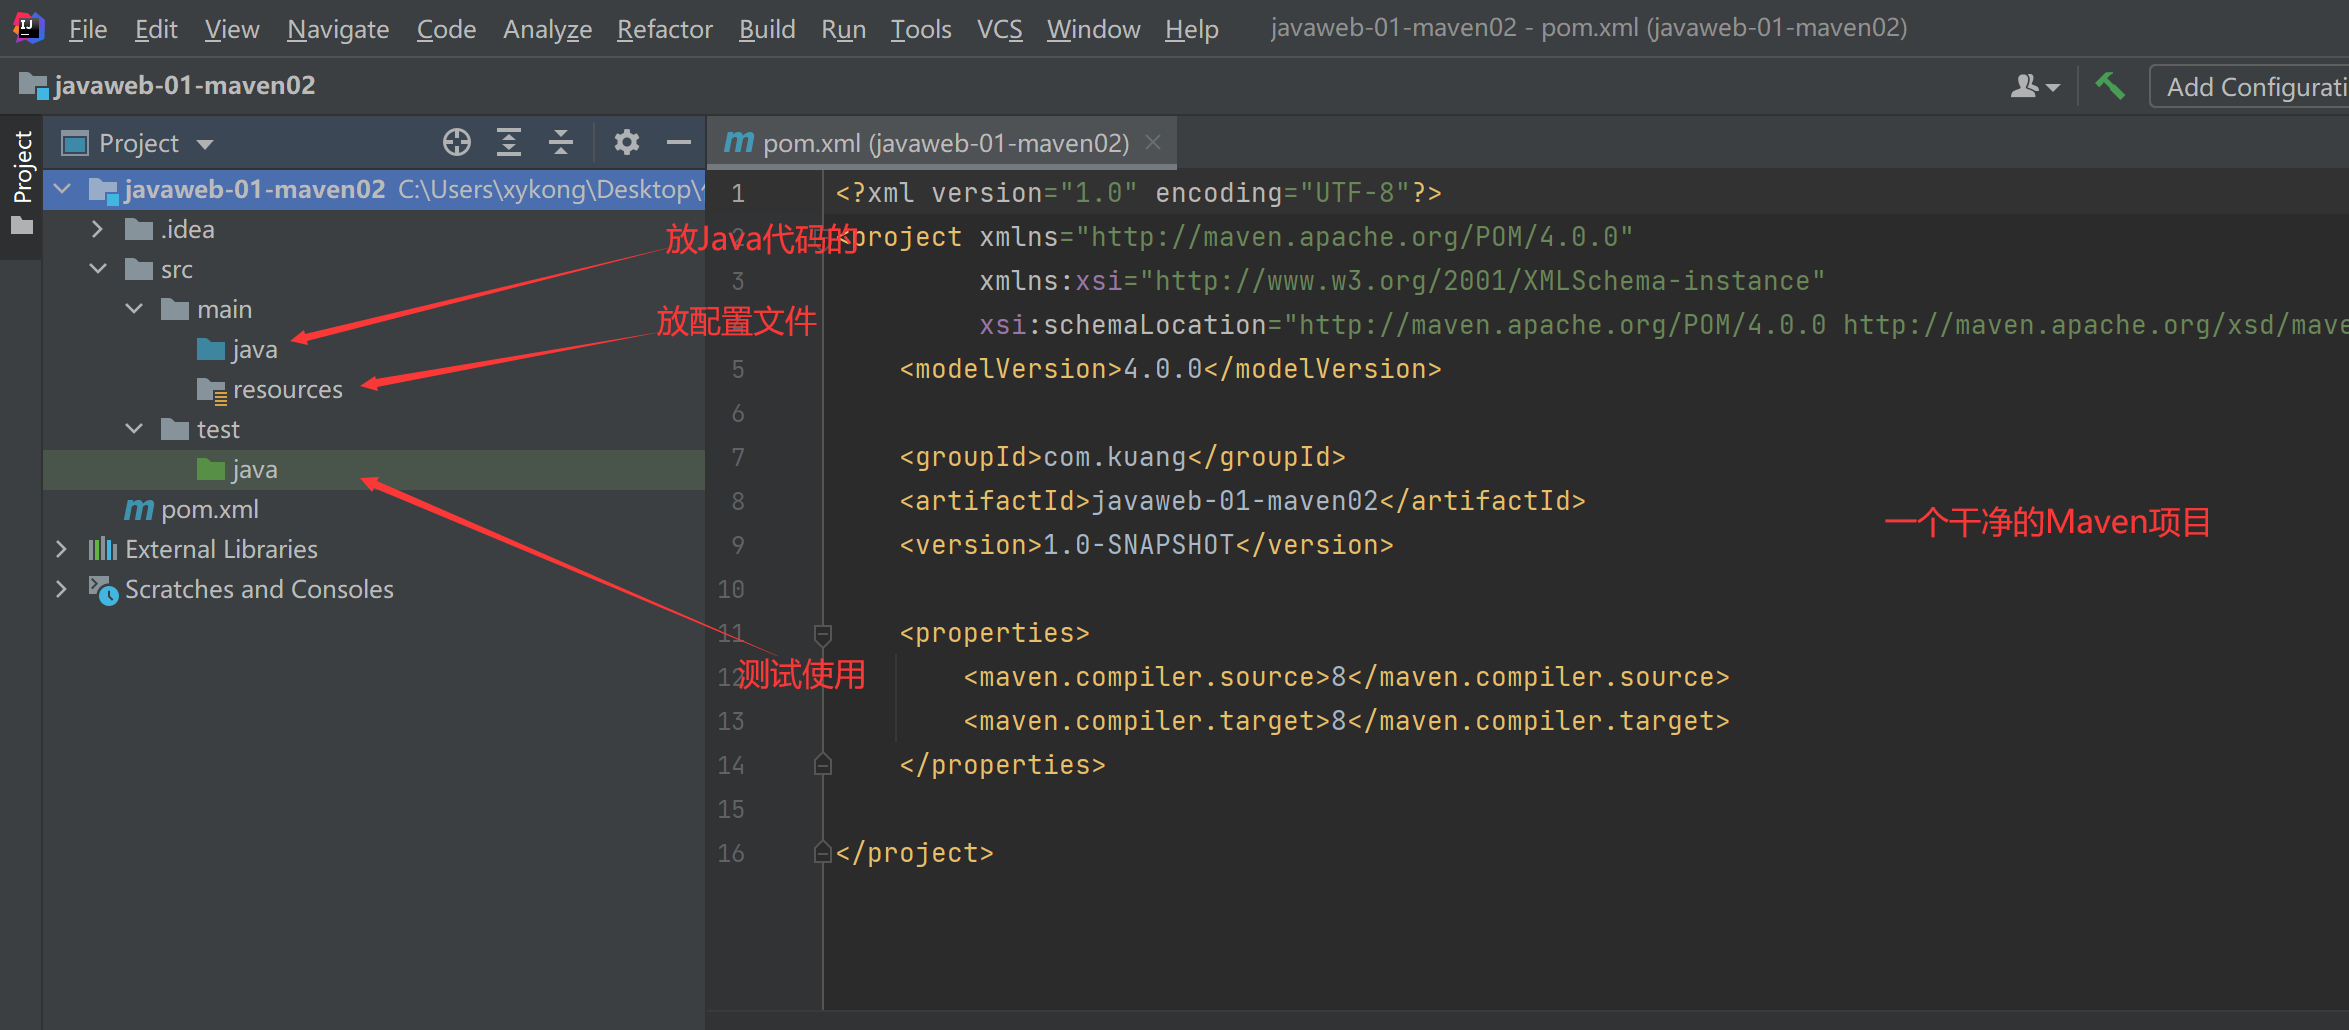 File Edit View Navigate Code Analyze Refactor Build Run Tools VCS Window Help javaweb-01-maven02 - pom.xml (javaweb-01-maven02)
javaweb-01-maven02
Add Configurati
Project
Project
pom.xml (javaweb-01-maven02)
javaweb-01-maven02 C:\Users\xykong\Desktop\
.idea
src
main
java
resources
test
java
pom.xml
External Libraries
Scratches and Consoles
放Java代码的
放配置文件
测试使用
1 <?xml version="1.0" encoding="UTF-8"?>
2 <project xmlns="http://maven.apache.org/POM/4.0.0"
3 xmlns:xsi="http://www.w3.org/2001/XMLSchema-instance"
xsi:schemaLocation="http://maven.apache.org/POM/4.0.0 http://maven.apache.org/xsd/mave
5 <modelVersion>4.0.0</modelVersion>
6
7 <groupId>com.kuang</groupId>
8 <artifactId>javaweb-01-maven02</artifactId>
9 <version>1.0-SNAPSHOT</version>
10
11 <properties>
12 <maven.compiler.source>8</maven.compiler.source>
13 <maven.compiler.target>8</maven.compiler.target>
14 </properties>
15
16 </project>
一个干净的Maven项目